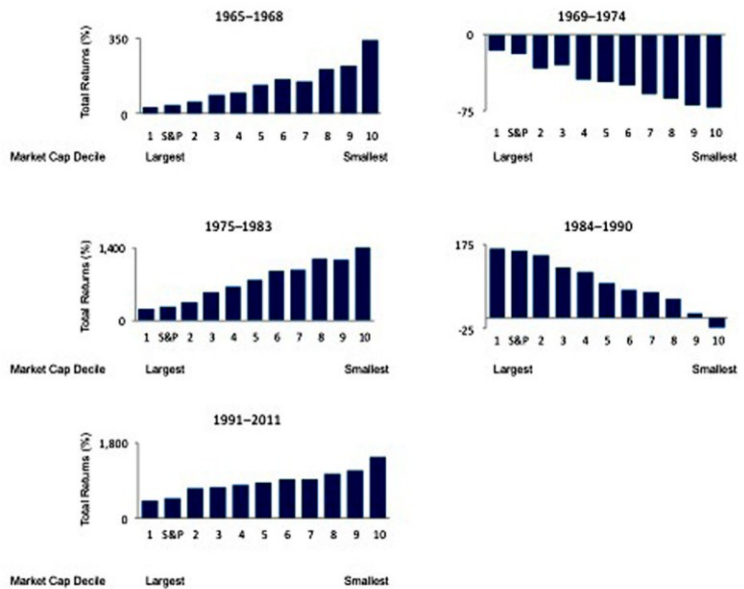 1965–1968
Total Returns (%)
350
0
1 S&P 2 3 4 5 6 7 8 9 10
Market Cap Decile Largest Smallest
1969–1974
0
-75
1 S&P 2 3 4 5 6 7 8 9 10
Largest Smallest
1975–1983
Total Returns (%)
1,400
0
1 S&P 2 3 4 5 6 7 8 9 10
Market Cap Decile Largest Smallest
1984–1990
175
-25
1 S&P 2 3 4 5 6 7 8 9 10
Largest Smallest
1991–2011
Total Returns (%)
1,800
0
1 S&P 2 3 4 5 6 7 8 9 10
Market Cap Decile Largest Smallest